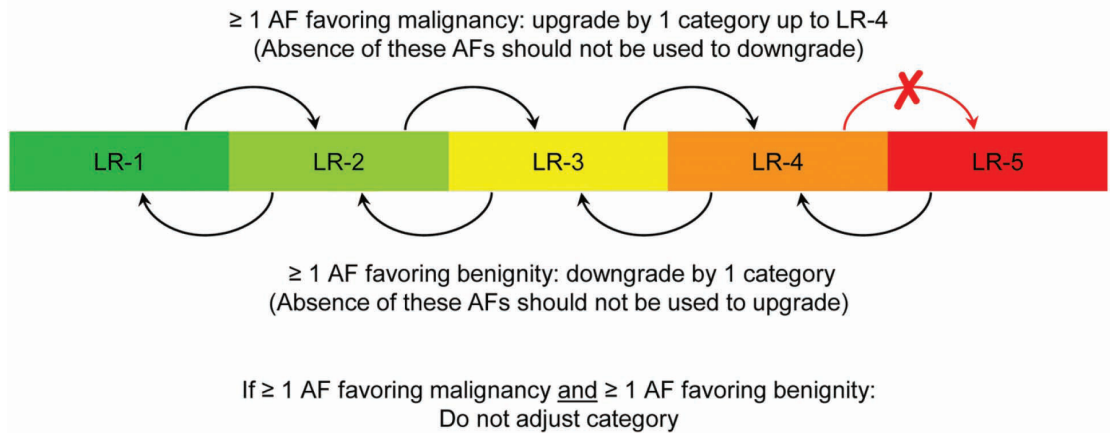 ≥ 1 AF favoring malignancy: upgrade by 1 category up to LR-4
(Absence of these AFs should not be used to downgrade)
LR-1 LR-2 LR-3 LR-4 LR-5
≥ 1 AF favoring benignity: downgrade by 1 category
(Absence of these AFs should not be used to upgrade)
If ≥ 1 AF favoring malignancy and ≥ 1 AF favoring benignity:
Do not adjust category